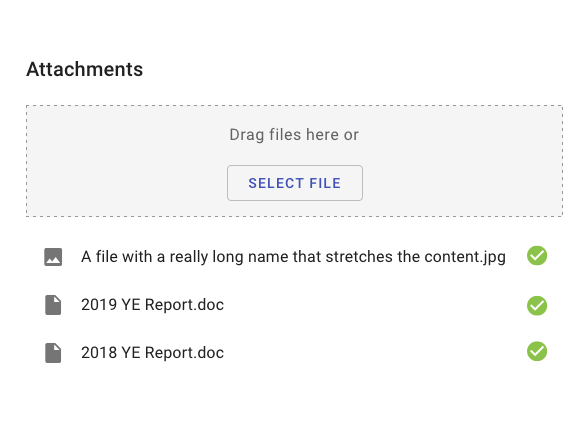 Attachments
Drag files here or
SELECT FILE
A file with a really long name that stretches the content.jpg
2019 YE Report.doc
2018 YE Report.doc